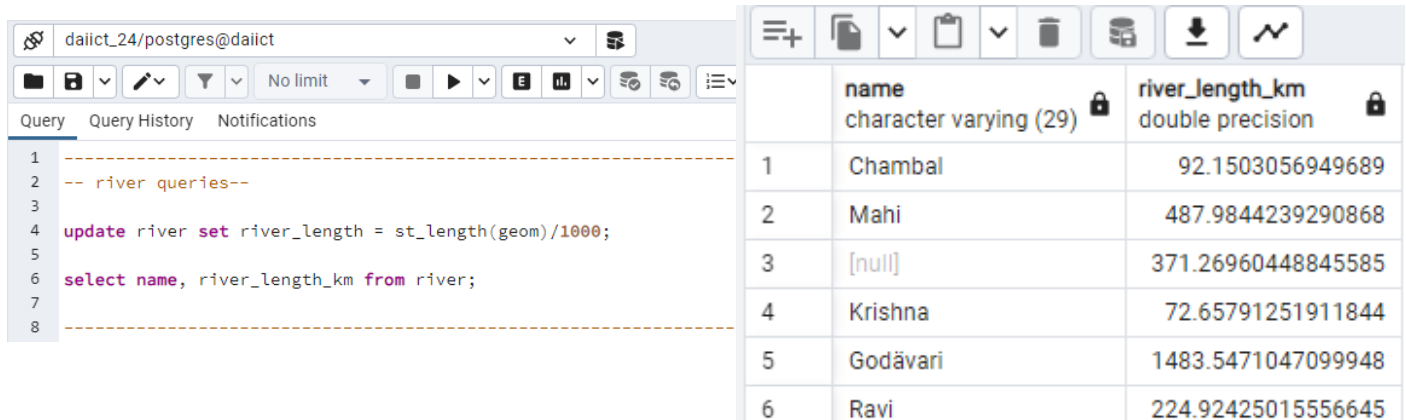 daiict_24/postgres@daiict
No limit
Query Query History Notifications
1 ------------------------------------------------------------------
2 -- river queries--
3
4 update river set river_length = st_length(geom)/1000;
5
6 select name, river_length_km from river;
7
8 ------------------------------------------------------------------
name river_length_km
character varying (29) double precision
1 Chambal 92.1503056949689
2 Mahi 487.9844239290868
3 [null] 371.26960448845585
4 Krishna 72.65791251911844
5 Godävari 1483.5471047099948
6 Ravi 224.92425015556645